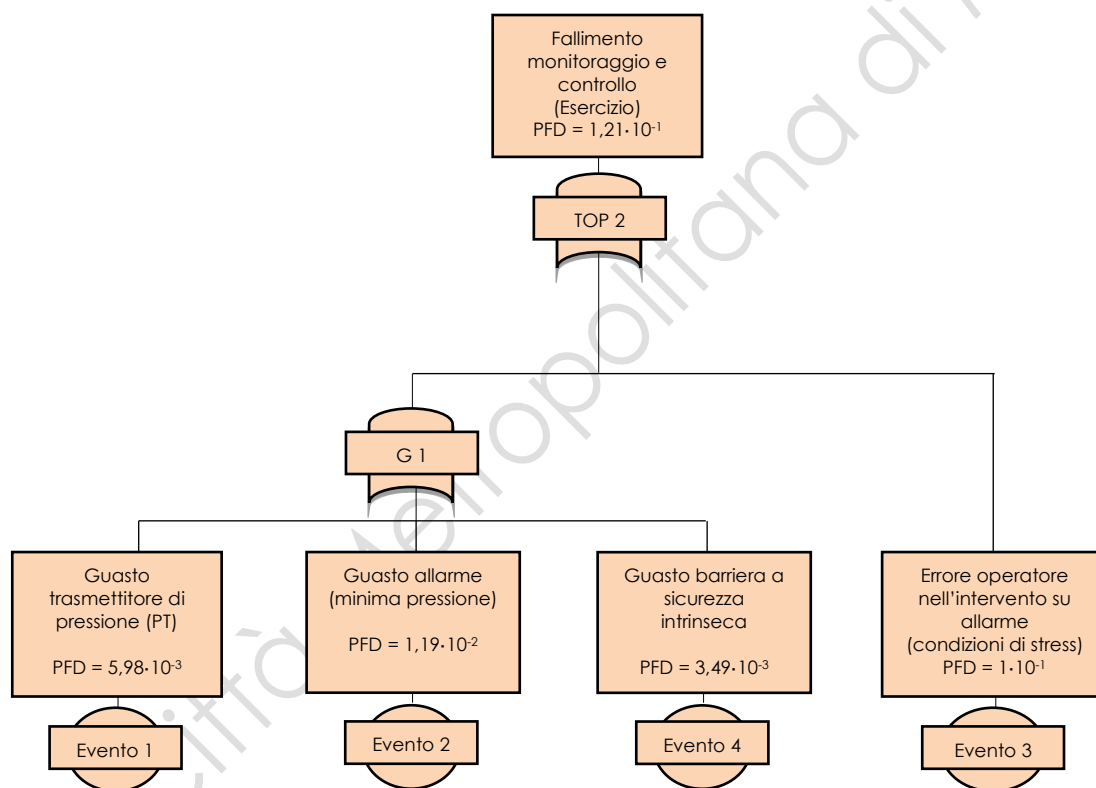 Fallimento
monitoraggio e
controllo
(Esercizio)
PFD = 1,21·10⁻¹
TOP 2
G 1
Guasto
trasmettitore di
pressione (PT)
PFD = 5,98·10⁻³
Evento 1
Guasto allarme
(minima pressione)
PFD = 1,19·10⁻²
Evento 2
Guasto barriera a
sicurezza
intrinseca
PFD = 3,49·10⁻³
Evento 4
Errore operatore
nell'intervento su
allarme
(condizioni di stress)
PFD = 1·10⁻¹
Evento 3
Città Metropolitana di